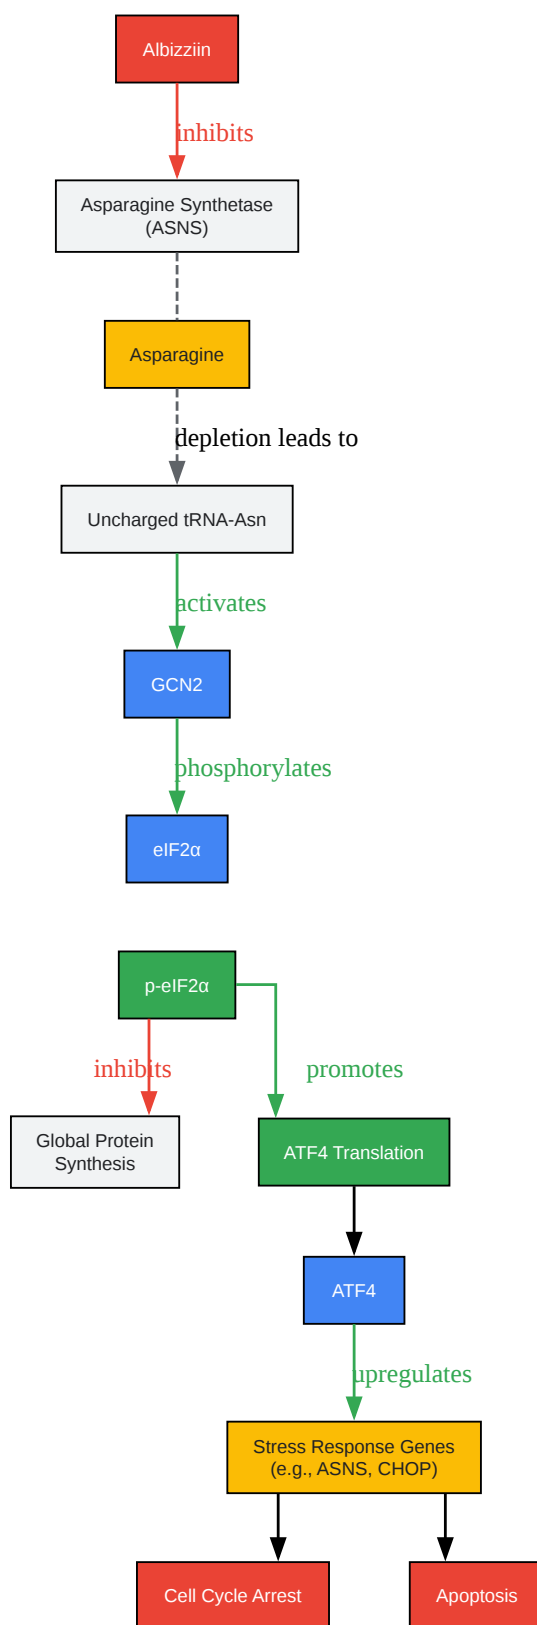 Albizziin
inhibits
Asparagine Synthetase
(ASNS)
Asparagine
depletion leads to
Uncharged tRNA-Asn
activates
GCN2
phosphorylates
eIF2α
p-eIF2α
inhibits
promotes
Global Protein
Synthesis
ATF4 Translation
ATF4
upregulates
Stress Response Genes
(e.g., ASNS, CHOP)
Cell Cycle Arrest
Apoptosis